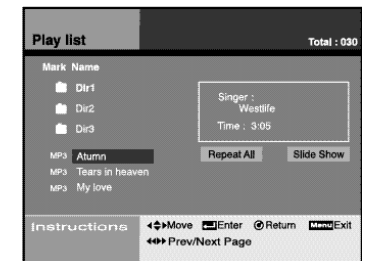 Play list
Total : 030
Mark Name
Dir1
Dir2
Dir3
Singer :
Westlife
Time : 3:05
MP3 Atumn
MP3 Tears in heaven
MP3 My love
Repeat All
Slide Show
Instructions
Move Enter Return Menu Exit
Prev/Next Page